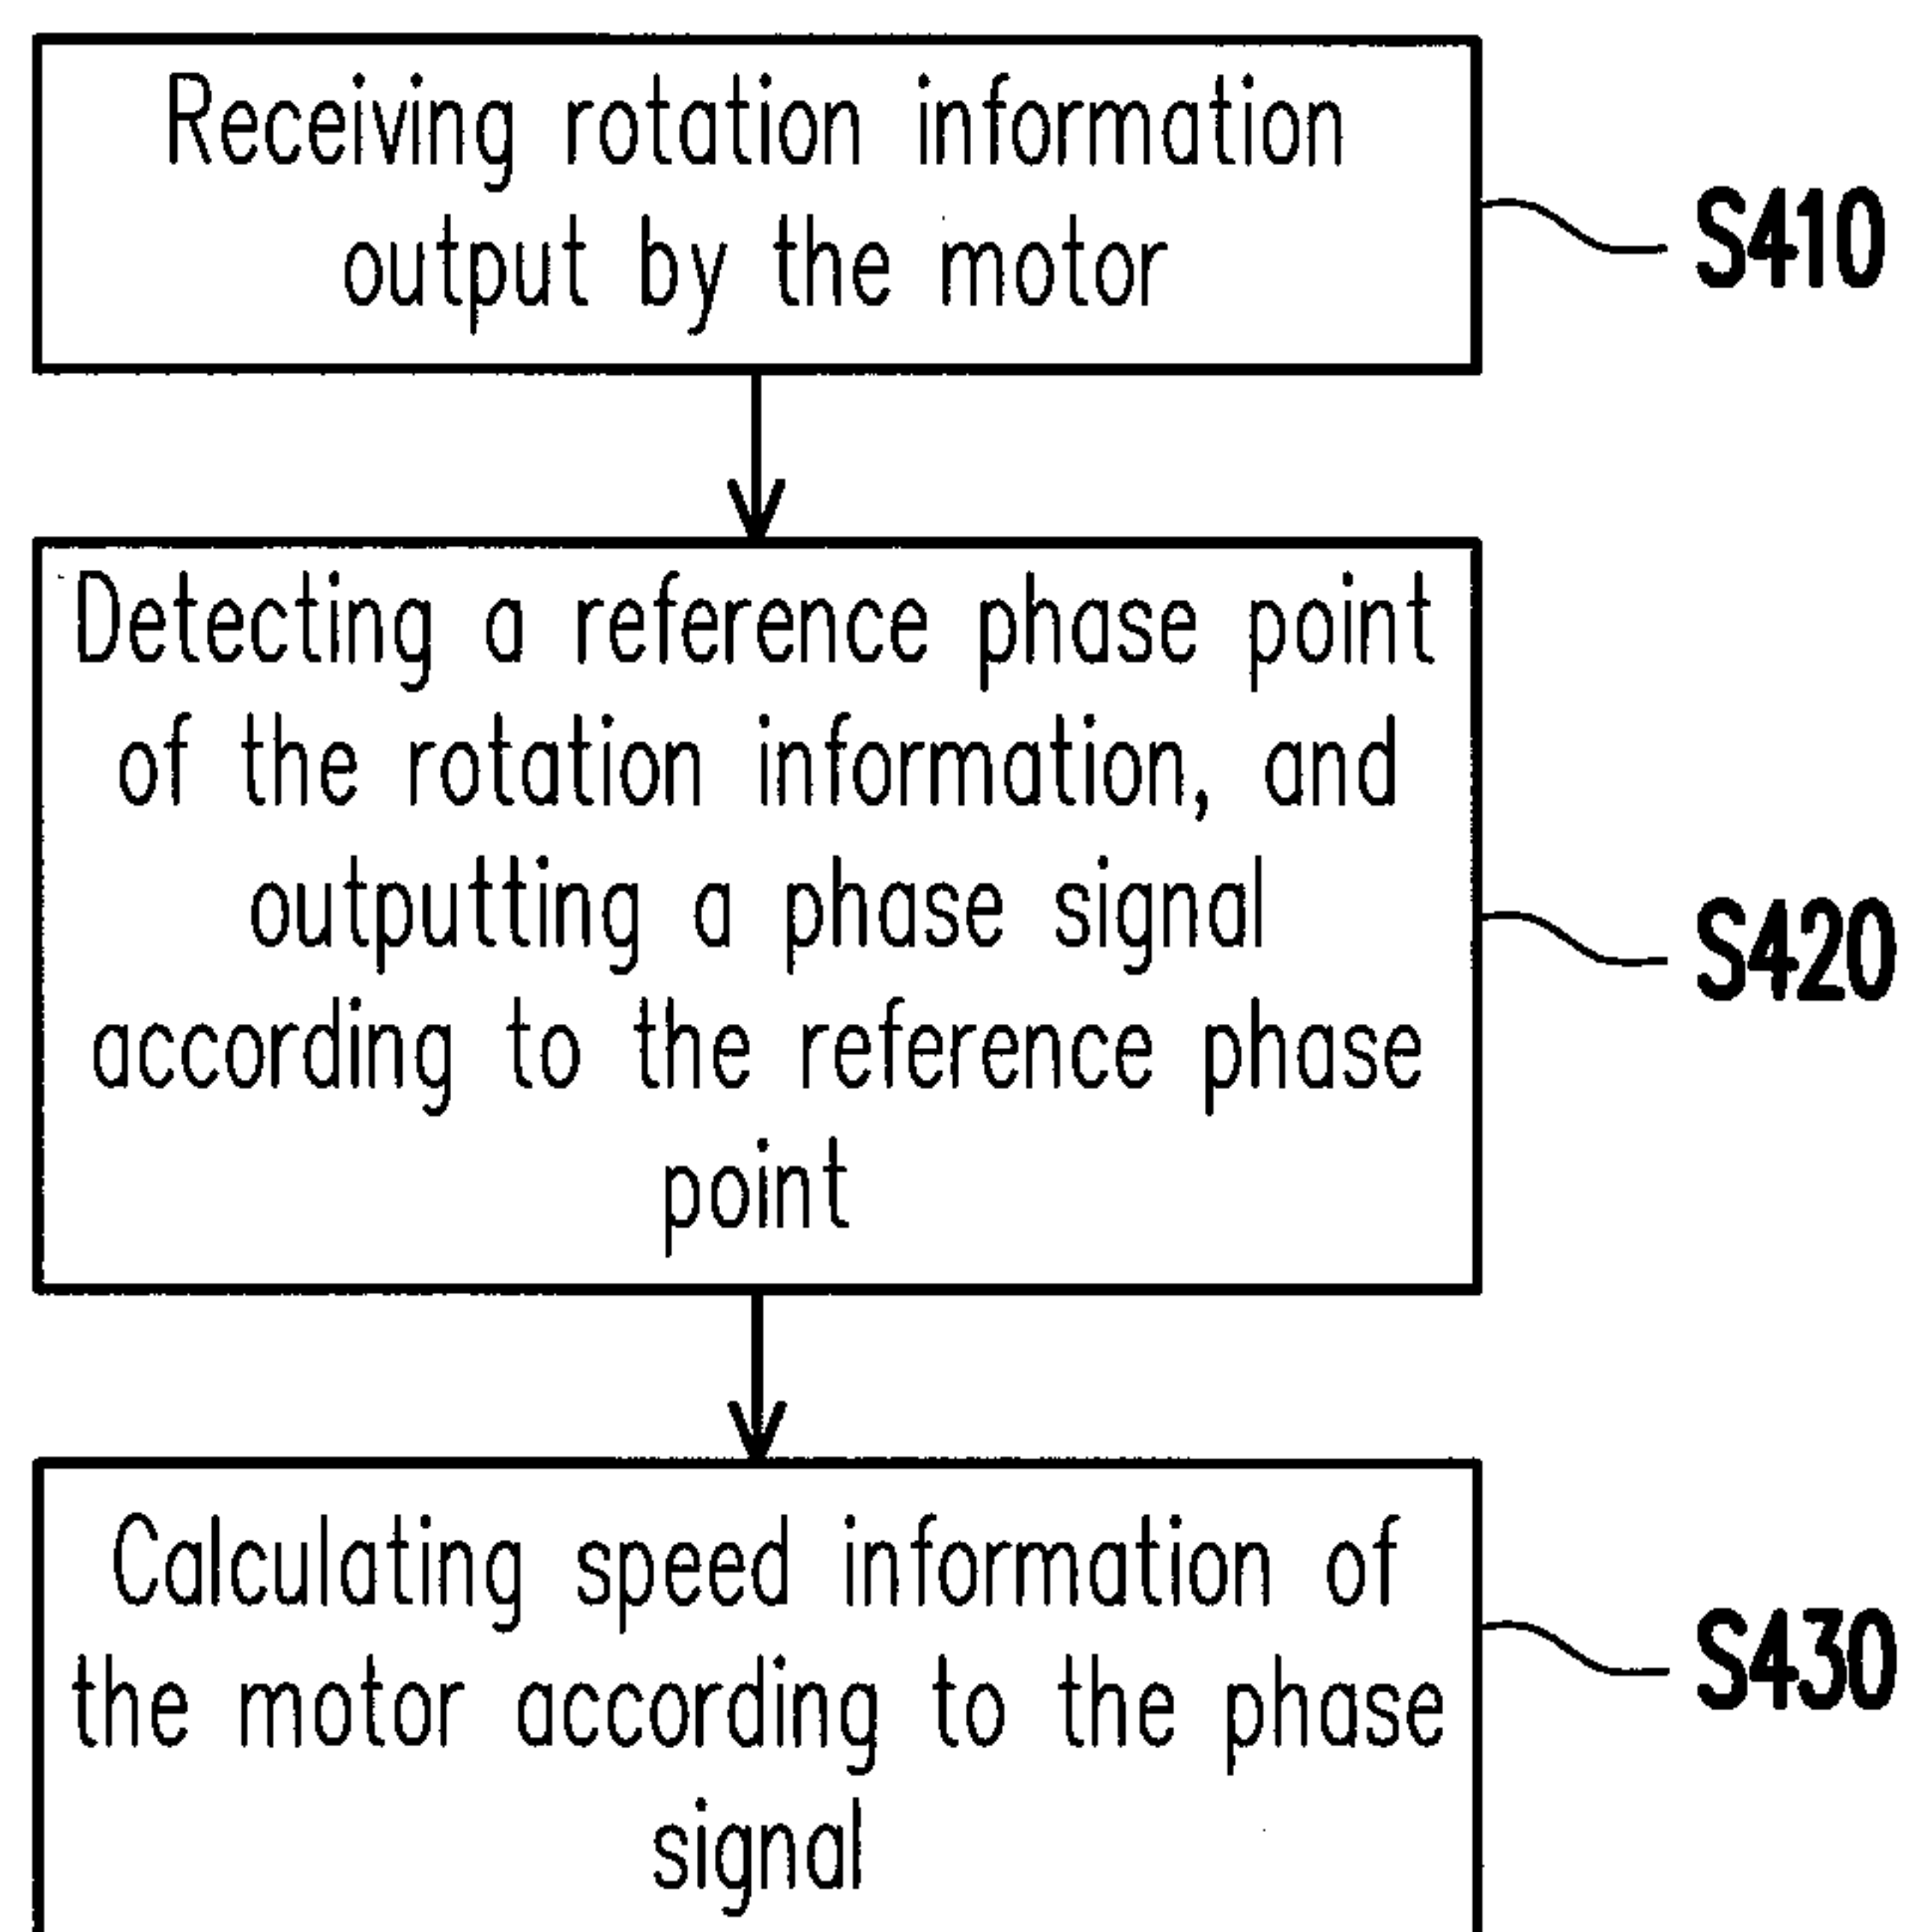 Receiving rotation information
output by the motor
S410
Detecting a reference phase point
of the rotation information, and
outputting a phase signal
according to the reference phase
point
S420
Calculating speed information of
the motor according to the phase
signal
S430